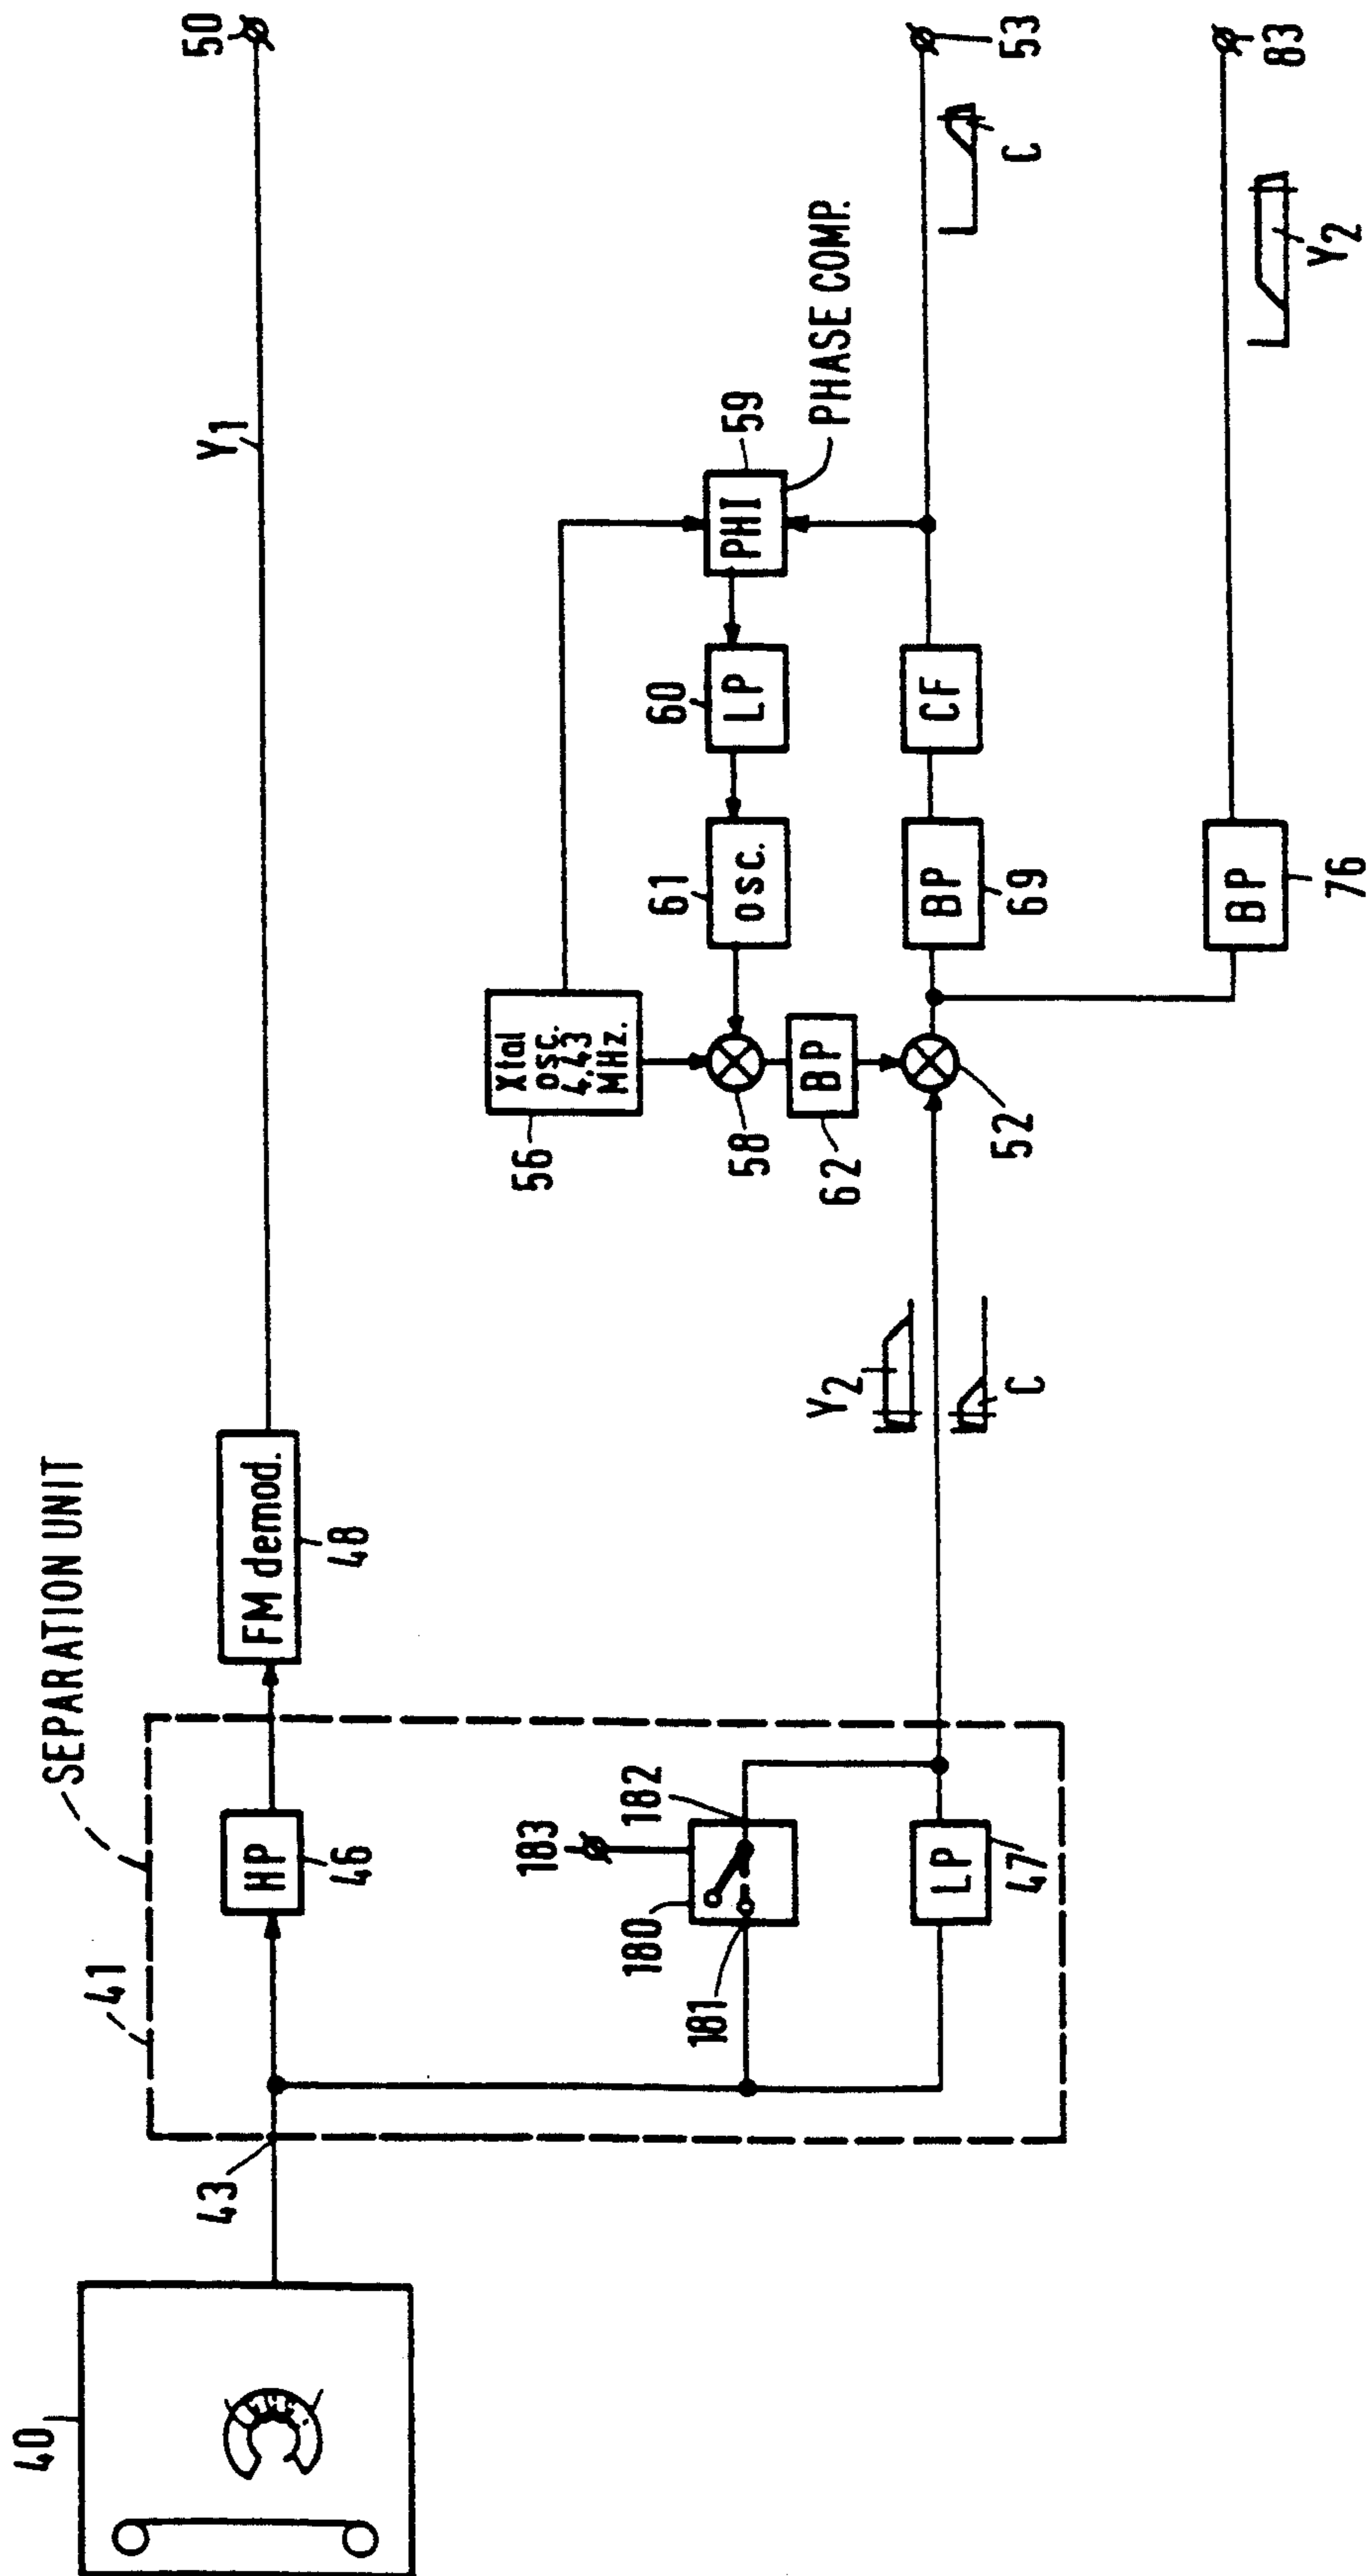 40
43
41
SEPARATION UNIT
HP
46
FM demod.
48
Y1
50
180
181
182
183
LP
47
Y2
C
Xtal
osc.
4,43
MHz.
56
58
BP
62
52
OSC.
61
LP
60
PHI
59
PHASE COMP.
BP
69
CF
C
53
BP
76
Y2
83